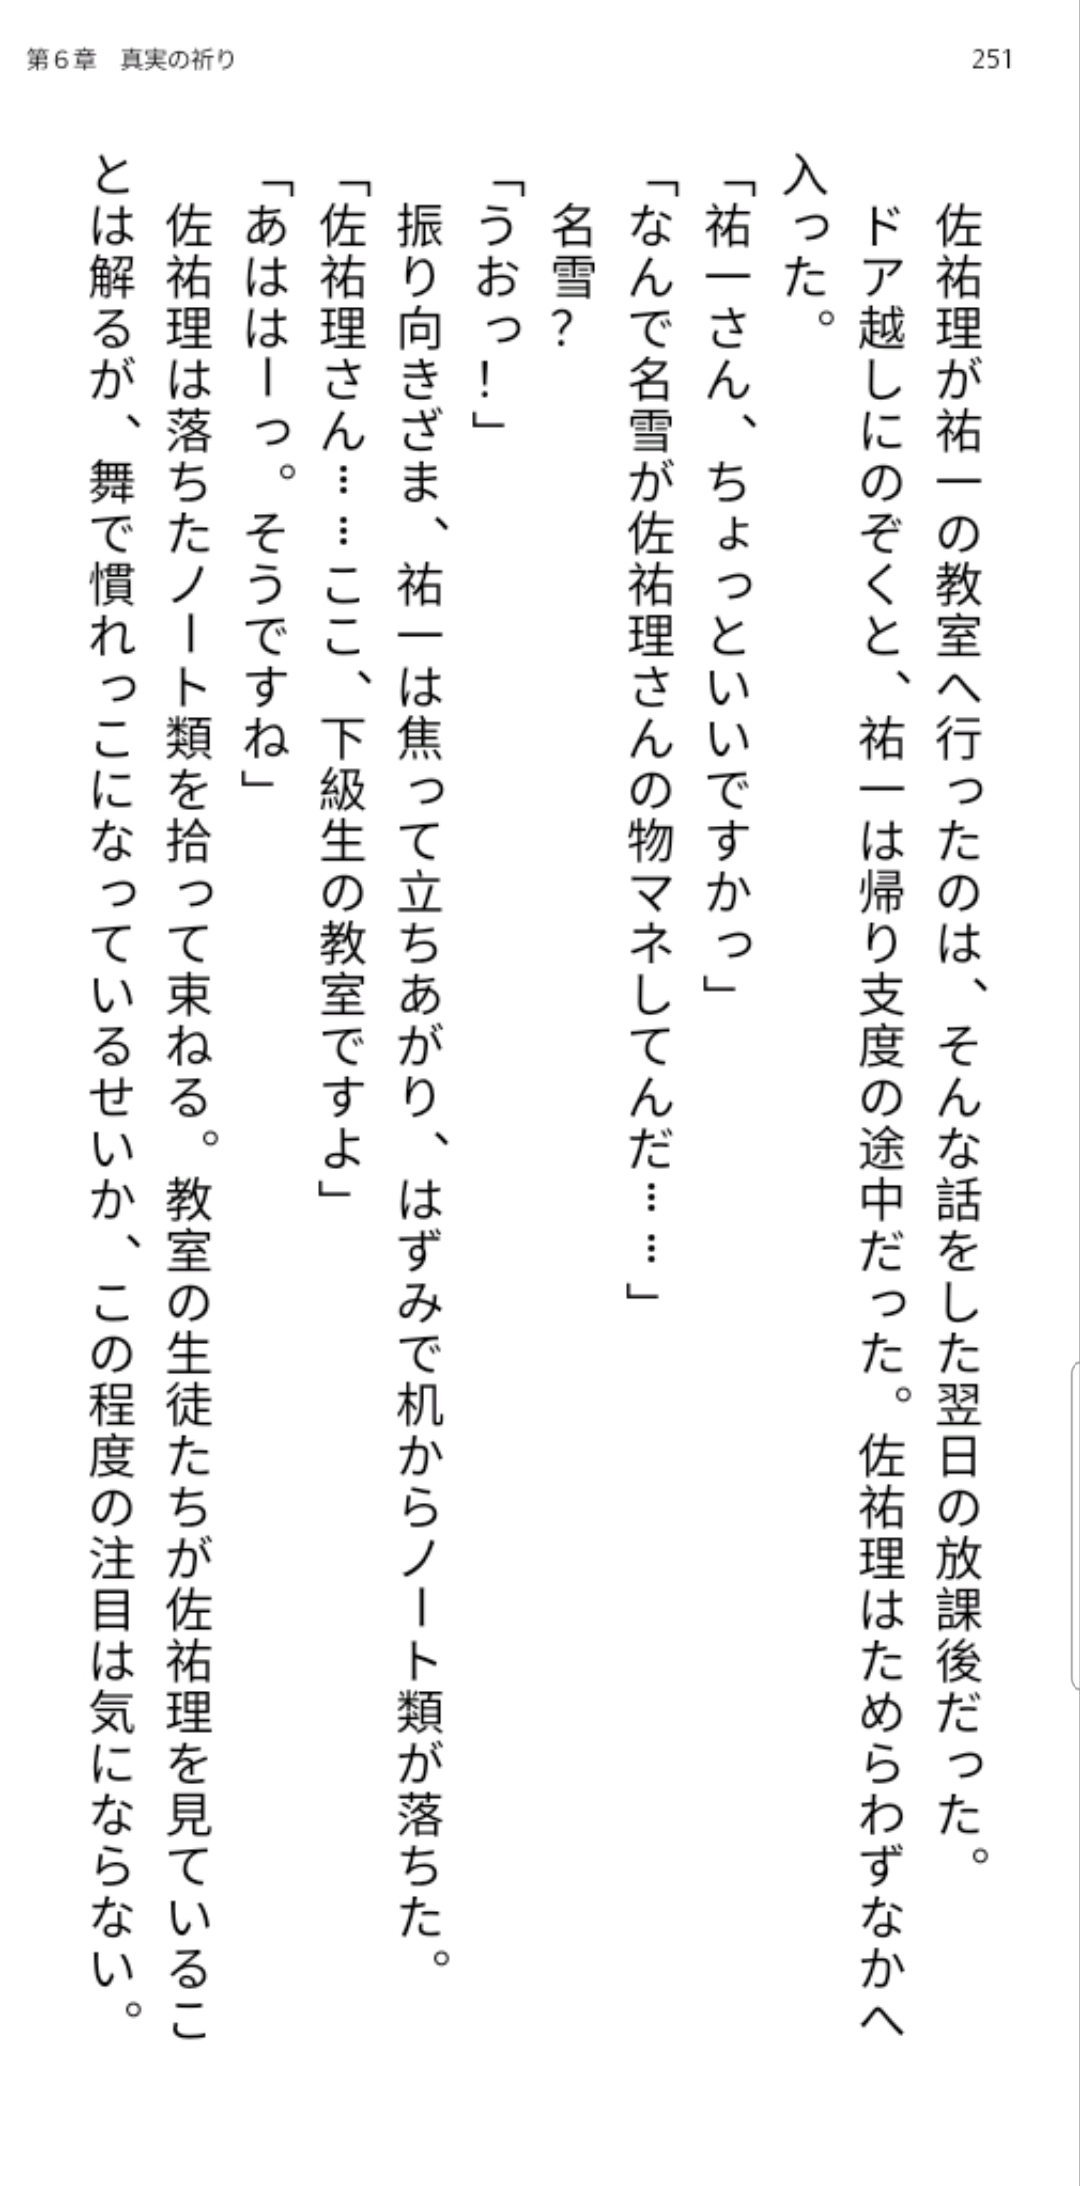 第６章　真実の祈り
251
　佐祐理が祐一の教室へ行ったのは、そんな話をした翌日の放課後だった。
　ドア越しにのぞくと、祐一は帰り支度の途中だった。佐祐理はためらわずなかへ
入った。
「祐一さん、ちょっといいですかっ」
「なんで名雪が佐祐理さんの物マネしてんだ……」
　名雪？
「うおっ！」
　振り向きざま、祐一は焦って立ちあがり、はずみで机からノート類が落ちた。
「佐祐理さん……ここ、下級生の教室ですよ」
「あははーっ。そうですね」
　佐祐理は落ちたノート類を拾って束ねる。教室の生徒たちが佐祐理を見ているこ
とは解るが、舞で慣れっこになっているせいか、この程度の注目は気にならない。